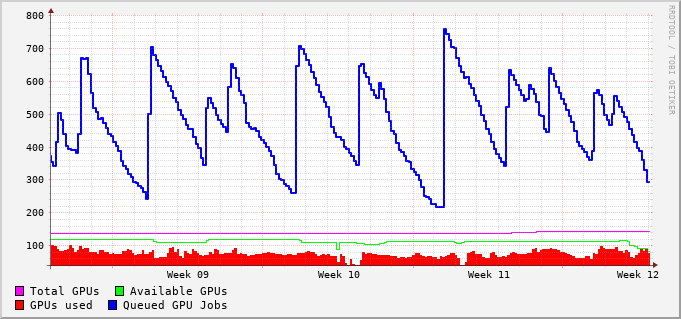 800
700
600
500
400
300
200
100
Week 09 Week 10 Week 11 Week 12
Total GPUs Available GPUs
GPUs used Queued GPU Jobs
RRDTOOL / TOBI OETIKER